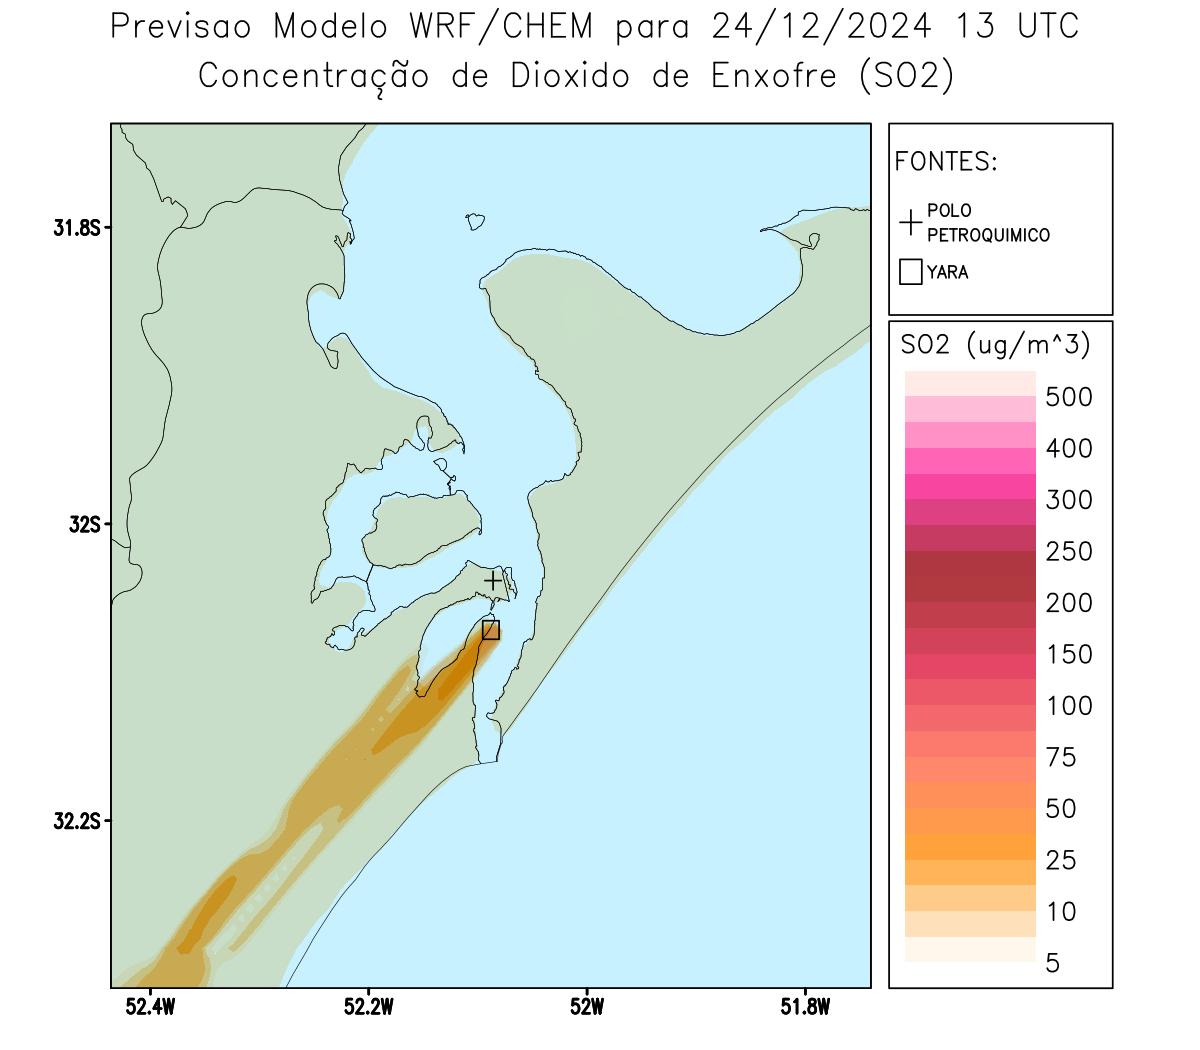 Previsao Modelo WRF/CHEM para 24/12/2024 13 UTC
Concentração de Dioxido de Enxofre (SO2)
FONTES:
POLO
PETROQUIMICO
YARA
SO2 (ug/m^3)
500
400
300
250
200
150
100
75
50
25
10
5
31.8S
32S
32.2S
52.4W
52.2W
52W
51.8W